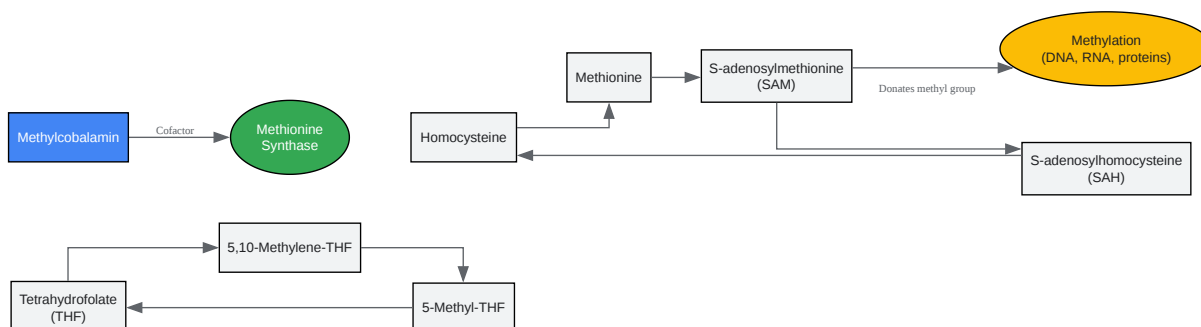 Methylation
(DNA, RNA, proteins)
Methionine
S-adenosylmethionine
(SAM)
Donates methyl group
Methylcobalamin
Cofactor
Methionine
Synthase
Homocysteine
S-adenosylhomocysteine
(SAH)
5,10-Methylene-THF
Tetrahydrofolate
(THF)
5-Methyl-THF